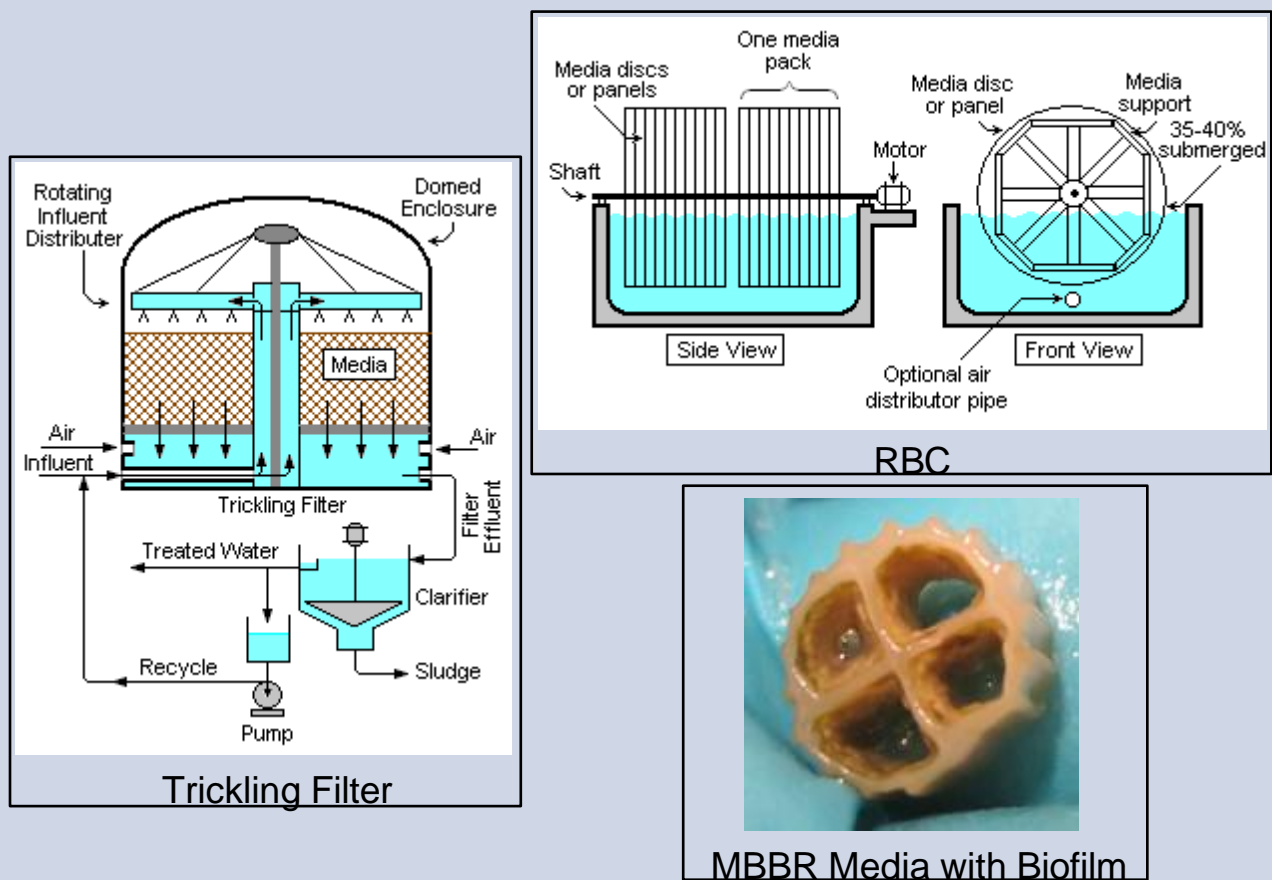 Rotating
Influent
Distributer
Domed
Enclosure
Media
Air
Air
Influent
Trickling Filter
Filter
Effluent
Treated Water
Clarifier
Recycle
Sludge
Pump
Trickling Filter
One media
pack
Media discs
or panels
Shaft
Motor
Side View
Media disc
or panel
Media
support
35-40%
submerged
Front View
Optional air
distributor pipe
RBC
MBBR Media with Biofilm